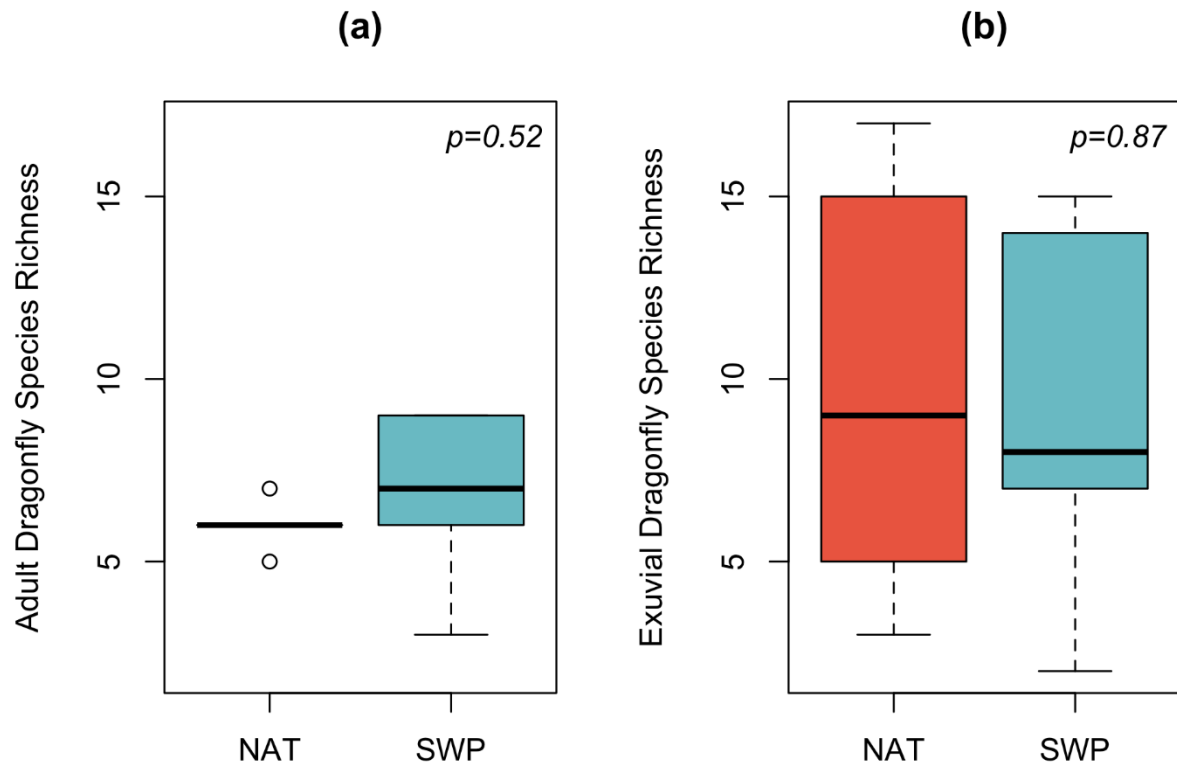 (a)
p=0.52
Adult Dragonfly Species Richness
15
10
5
NAT SWP
(b)
p=0.87
Exuvial Dragonfly Species Richness
15
10
5
NAT SWP